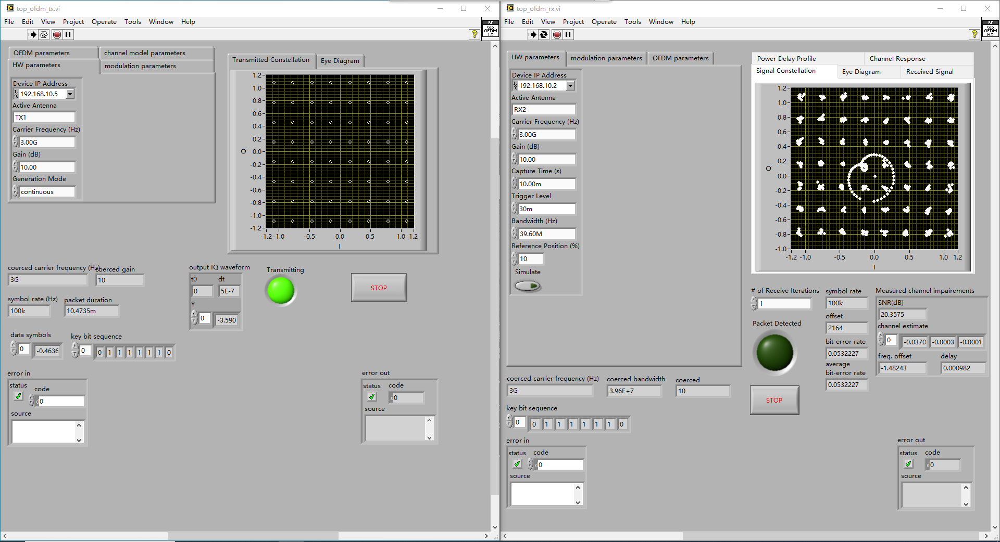 top_ofdm_tx.vi
File Edit View Project Operate Tools Window Help
RF
top
OFDM
TX
OFDM parameters
channel model parameters
HW parameters
modulation parameters
Device IP Address
192.168.10.5
Active Antenna
TX1
Carrier Frequency (Hz)
3.00G
Gain (dB)
10.00
Generation Mode
continuous
Transmitted Constellation
Eye Diagram
1.2
1.0
0.8
0.6
0.4
0.2
0.0
-0.2
-0.4
-0.6
-0.8
-1.0
-1.2
Q
-1.2 -1.0 -0.5 0.0 0.5 1.0 1.2
I
coerced carrier frequency (Hz)
3G
coerced gain
10
symbol rate (Hz)
100k
packet duration
10.4735m
output IQ waveform
t0
0
dt
5E-7
Y
0
-3.590
Transmitting
STOP
data symbols
0
-0.4636
key bit sequence
0
0 1 1 1 1 1 1 0
error in
status
code
d0
source
error out
status
code
x0
source
top_ofdm_rx.vi
File Edit View Project Operate Tools Window Help
RF
top
OFDM
RX
HW parameters
modulation parameters
OFDM parameters
Device IP Address
192.168.10.2
Active Antenna
RX2
Carrier Frequency (Hz)
3.00G
Gain (dB)
10.00
Capture Time (s)
10.00m
Trigger Level
30m
Bandwidth (Hz)
39.60M
Reference Position (%)
10
Simulate
Power Delay Profile
Channel Response
Signal Constellation
Eye Diagram
Received Signal
1.2
1.0
0.8
0.6
0.4
0.2
0.0
-0.2
-0.4
-0.6
-0.8
-1.0
Q
-1.2 -1.0 -0.5 0.0 0.5 1.0 1.2
I
# of Receive Iterations
1
symbol rate
100k
offset
2164
bit-error rate
0.0532227
average
bit-error rate
0.0532227
Packet Detected
STOP
Measured channel impairements
SNR(dB)
20.3575
channel estimate
0
-0.0370 -0.0003 -0.0001
freq. offset
-1.48243
delay
0.000982
coerced carrier frequency (Hz)
3G
coerced bandwidth
3.96E+7
coerced
10
key bit sequence
0
0 1 1 1 1 1 1 0
error in
status
code
d0
source
error out
status
code
d0
source